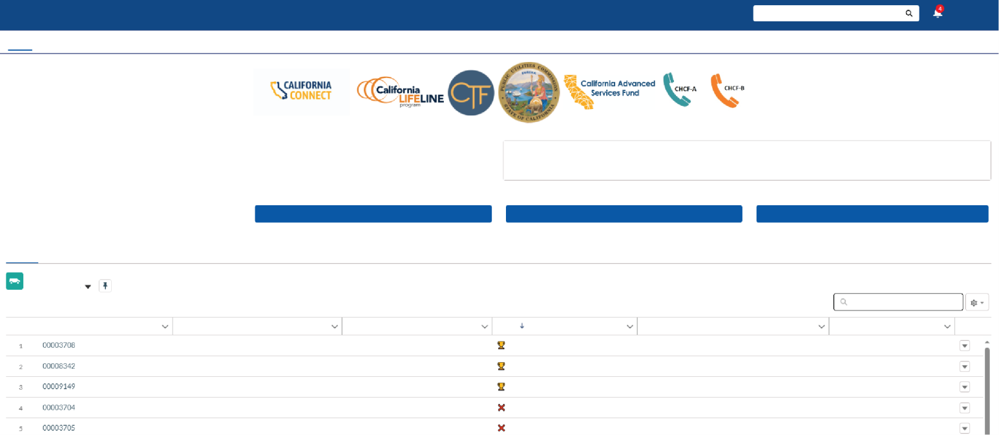 4
CALIFORNIA
CONNECT
California
LIFELINE
program
CTF
PUBLIC UTILITIES COMMISSION
EUREKA
STATE OF CALIFORNIA
California Advanced
Services Fund
CHCF-A
CHCF-B
1 00003708
2 00008342
3 00009149
4 00003704
5 00003705